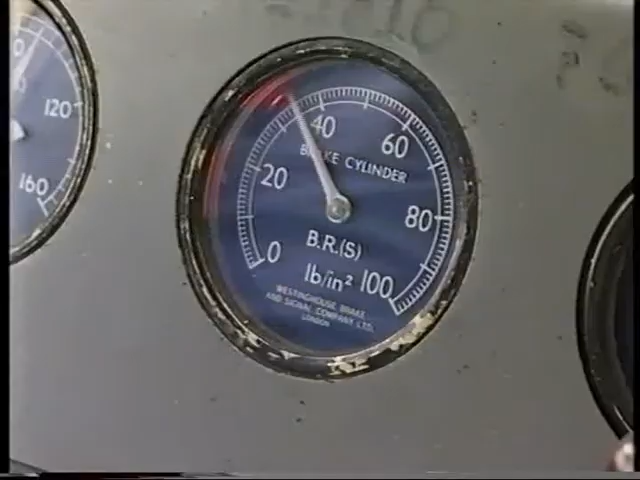 120
160
0
20
40
60
80
100
BRAKE CYLINDER
B.R.(S)
lb/in²
WESTINGHOUSE BRAKE
AND SIGNAL COMPANY LTD.
LONDON